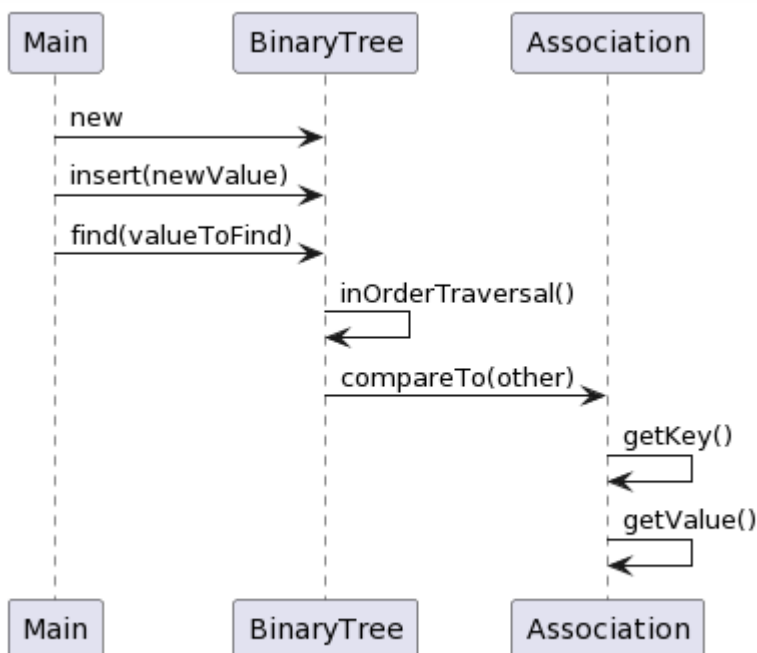 Main BinaryTree Association
new
insert(newValue)
find(valueToFind)
inOrderTraversal()
compareTo(other)
getKey()
getValue()
Main BinaryTree Association